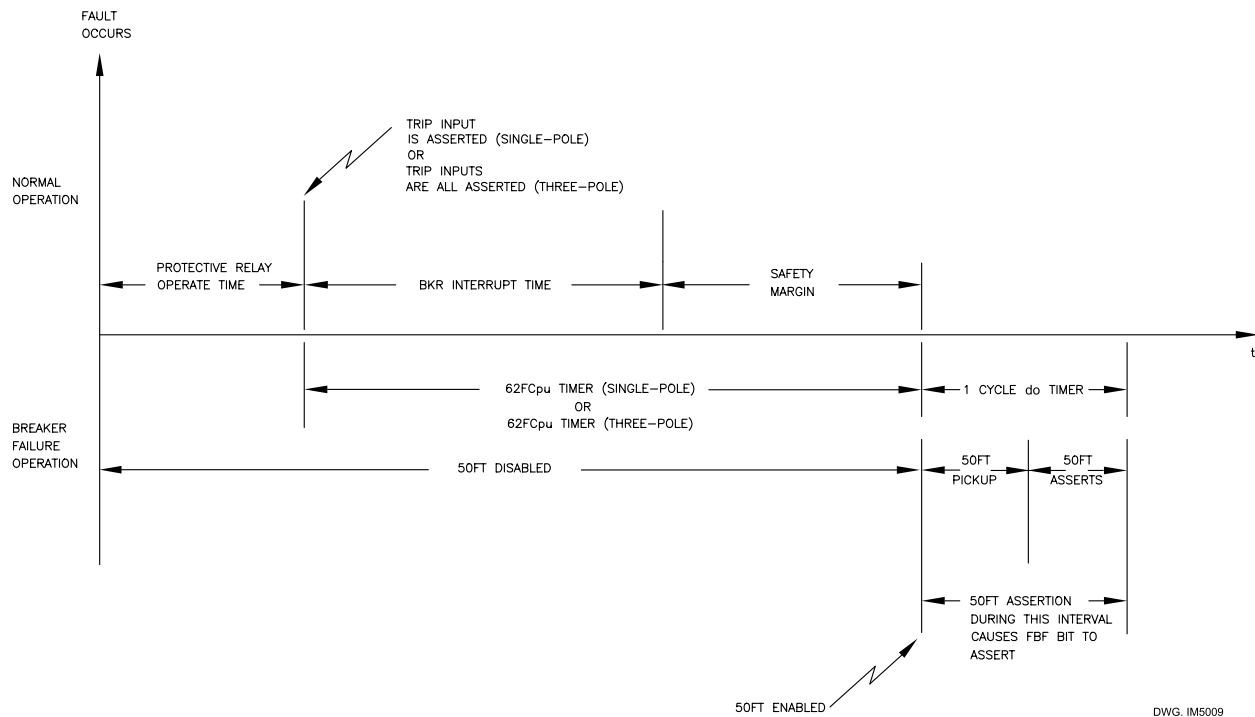 FAULT
OCCURS
TRIP INPUT
IS ASSERTED (SINGLE-POLE)
OR
TRIP INPUTS
ARE ALL ASSERTED (THREE-POLE)
NORMAL
OPERATION
PROTECTIVE RELAY
OPERATE TIME
BKR INTERRUPT TIME
SAFETY
MARGIN
t
62FCpu TIMER (SINGLE-POLE)
OR
62FCpu TIMER (THREE-POLE)
1 CYCLE do TIMER
BREAKER
FAILURE
OPERATION
50FT DISABLED
50FT
PICKUP
50FT
ASSERTS
50FT ASSERTION
DURING THIS INTERVAL
CAUSES FBF BIT TO
ASSERT
50FT ENABLED
DWG. IM5009